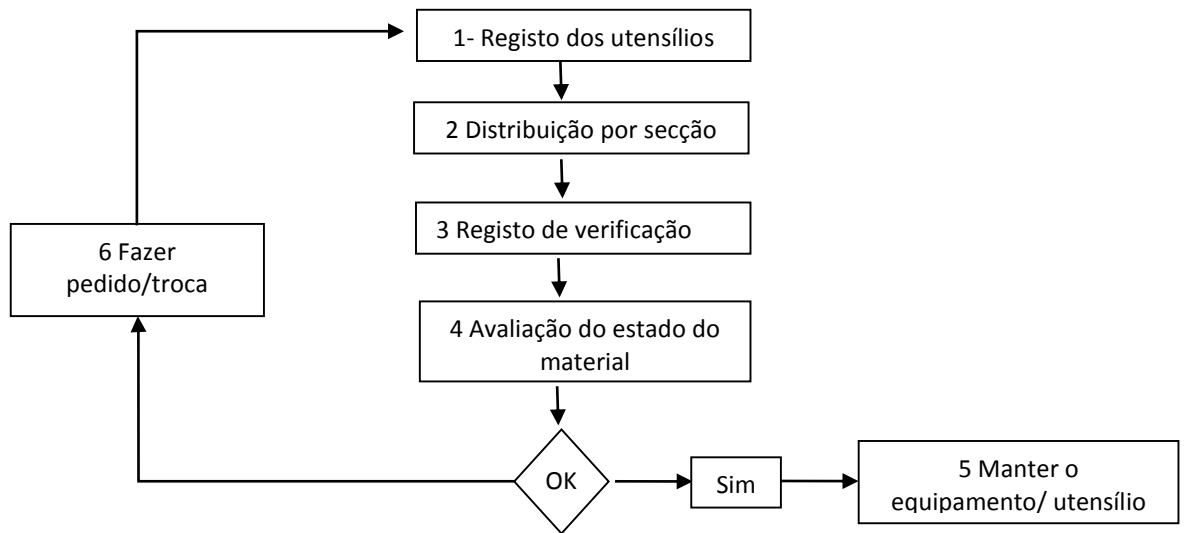 1- Registo dos utensílios
2 Distribuição por secção
3 Registo de verificação
6 Fazer
pedido/troca
4 Avaliação do estado do
material
OK
Sim
5 Manter o
equipamento/ utensílio